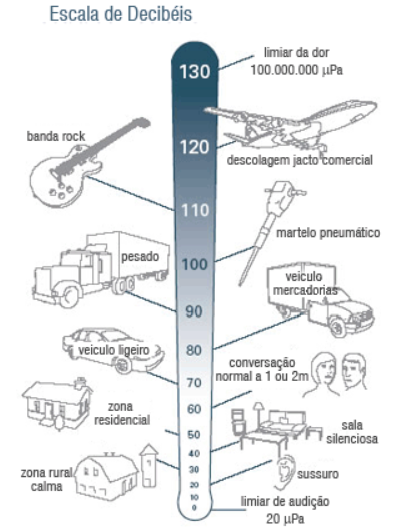 Escala de Decibéis
limiar da dor
100.000.000 µPa
130
banda rock
120
descolagem jacto comercial
110
martelo pneumático
pesado
100
veiculo
mercadorias
90
veiculo ligeiro
80
conversação
normal a 1 ou 2m
70
zona
residencial
60
sala
silenciosa
50
40
zona rural
calma
30
sussuro
20
10
0
limiar de audição
20 µPa